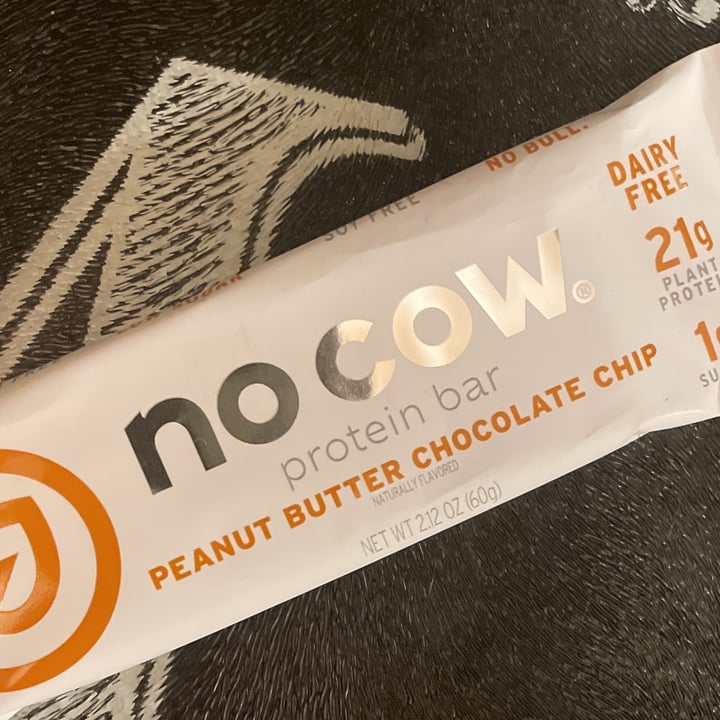 NO BULL.
SOY FREE
DAIRY
FREE
21g
PLANT
PROTEIN
no cow®
protein bar
PEANUT BUTTER CHOCOLATE CHIP
NATURALLY FLAVORED
NET WT 2.12 OZ (60g)